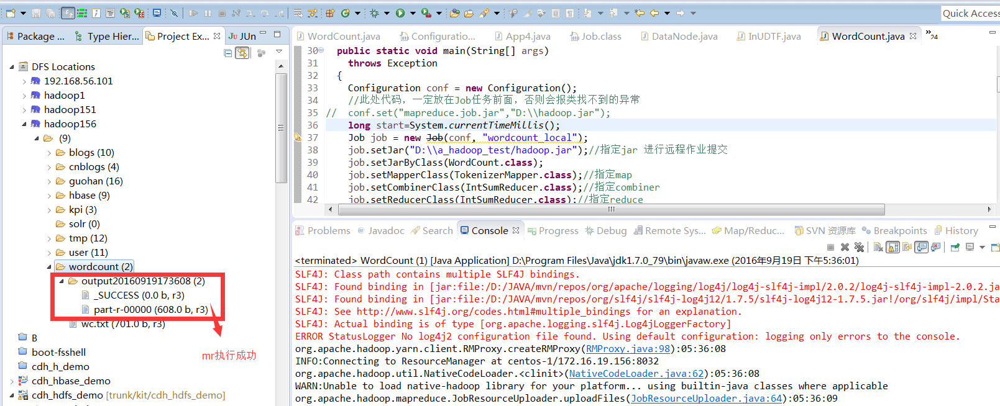 Quick Access
Package ...
Type Hier...
Project Ex...
JUn
DFS Locations
192.168.56.101
hadoop1
hadoop151
hadoop156
(9)
blogs (10)
cnblogs (4)
guohan (16)
hbase (9)
kpi (3)
solr (0)
tmp (12)
user (11)
wordcount (2)
output20160919173608 (2)
_SUCCESS (0.0 b, r3)
part-r-00000 (608.0 b, r3)
wc.txt (701.0 b, r3)
mr执行成功
B
boot-fsshell
cdh_h_demo
cdh_hbase_demo
cdh_hdfs_demo [trunk/kit/cdh_hdfs_demo]
WordCount.java
Configuratio...
App4.java
Job.class
DataNode.java
InUDTF.java
WordCount.java
24
30 public static void main(String[] args)
31 throws Exception
32 {
33 Configuration conf = new Configuration();
34 //此处代码，一定放在Job任务前面，否则会报类找不到的异常
35 // conf.set("mapreduce.job.jar","D:\\hadoop.jar");
36 long start=System.currentTimeMillis();
37 Job job = new Job(conf, "wordcount_local");
38 job.setJar("D:\\a_hadoop_test/hadoop.jar");//指定jar 进行远程作业提交
39 job.setJarByClass(WordCount.class);
40 job.setMapperClass(TokenizerMapper.class);//指定map
41 job.setCombinerClass(IntSumReducer.class);//指定combiner
42 job.setReducerClass(IntSumReducer.class);//指定reduce
Problems
@ Javadoc
Search
Console
Progress
Debug
Remote Sys...
Map/Reduc...
SVN 资源库
Breakpoints
History
<terminated> WordCount (1) [Java Application] D:\Program Files\Java\jdk1.7.0_79\bin\javaw.exe (2016年9月19日 下午5:36:01)
SLF4J: Class path contains multiple SLF4J bindings.
SLF4J: Found binding in [jar:file:/D:/JAVA/mvn/repos/org/apache/logging/log4j/log4j-slf4j-impl/2.0.2/log4j-slf4j-impl-2.0.2.ja
SLF4J: Found binding in [jar:file:/D:/JAVA/mvn/repos/org/slf4j/slf4j-log4j12/1.7.5/slf4j-log4j12-1.7.5.jar!/org/slf4j/impl/Sta
SLF4J: See http://www.slf4j.org/codes.html#multiple_bindings for an explanation.
SLF4J: Actual binding is of type [org.apache.logging.slf4j.Log4jLoggerFactory]
ERROR StatusLogger No log4j2 configuration file found. Using default configuration: logging only errors to the console.
org.apache.hadoop.yarn.client.RMProxy.createRMProxy(RMProxy.java:98):05:36:08
INFO:Connecting to ResourceManager at centos-1/172.16.19.156:8032
org.apache.hadoop.util.NativeCodeLoader.<clinit>(NativeCodeLoader.java:62):05:36:08
WARN:Unable to load native-hadoop library for your platform... using builtin-java classes where applicable
org.apache.hadoop.mapreduce.JobResourceUploader.uploadFiles(JobResourceUploader.java:64):05:36:09